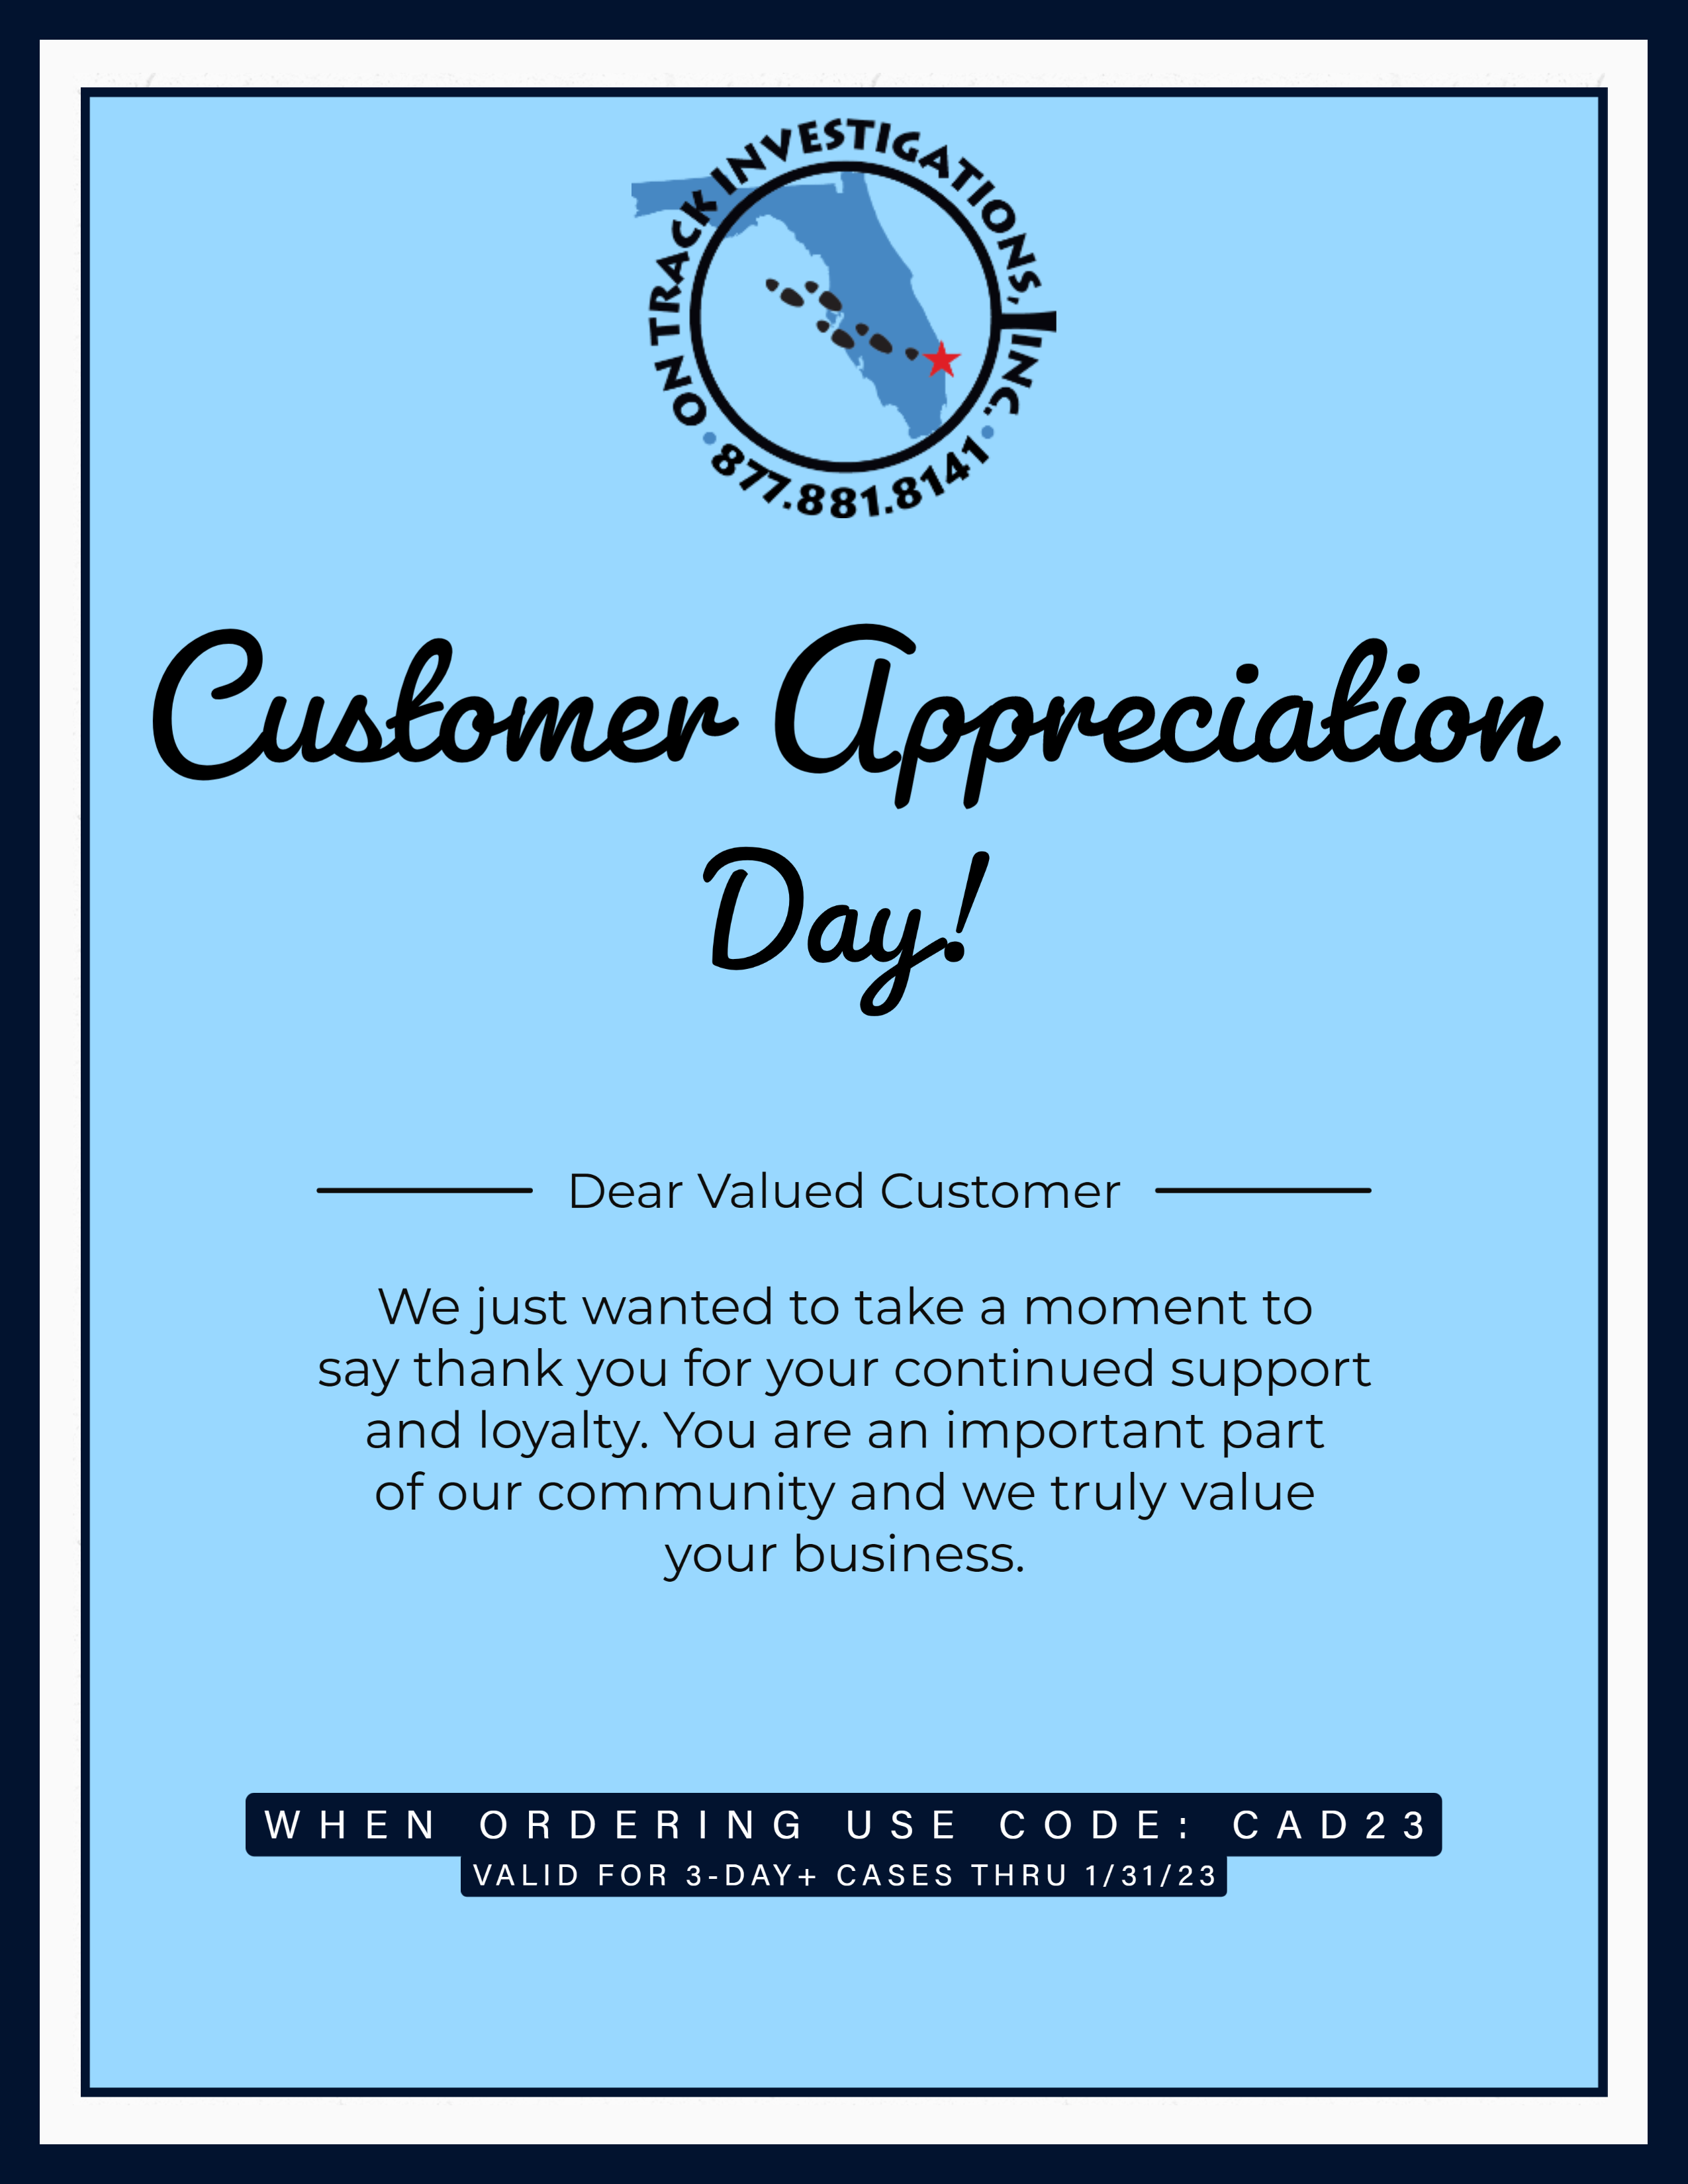 ON TRACK INVESTIGATIONS, INC.
877.881.8141
Customer Appreciation
Day!
Dear Valued Customer
We just wanted to take a moment to
say thank you for your continued support
and loyalty. You are an important part
of our community and we truly value
your business.
WHEN ORDERING USE CODE: CAD23
VALID FOR 3-DAY+ CASES THRU 1/31/23